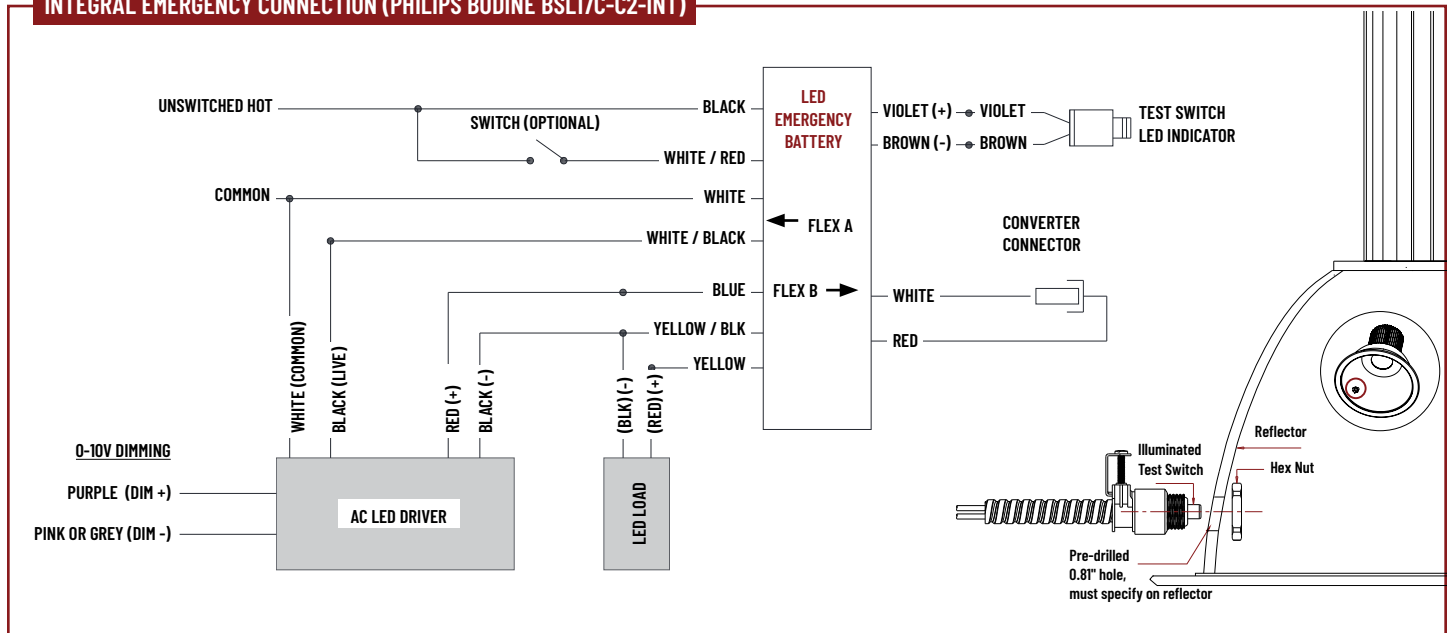 INTEGRAL EMERGENCY CONNECTION (PHILIPS BODINE BSL17C-C2-INT)
UNSWITCHED HOT
BLACK
SWITCH (OPTIONAL)
WHITE / RED
COMMON
WHITE
WHITE / BLACK
BLUE
YELLOW / BLK
YELLOW
LED
EMERGENCY
BATTERY
FLEX A
FLEX B
VIOLET (+)
VIOLET
BROWN (-)
BROWN
TEST SWITCH
LED INDICATOR
CONVERTER
CONNECTOR
WHITE
RED
WHITE (COMMON)
BLACK (LIVE)
RED (+)
BLACK (-)
(BLK) (-)
(RED) (+)
0-10V DIMMING
PURPLE (DIM +)
PINK OR GREY (DIM -)
AC LED DRIVER
LED LOAD
Reflector
Illuminated
Test Switch
Hex Nut
Pre-drilled
0.81" hole,
must specify on reflector